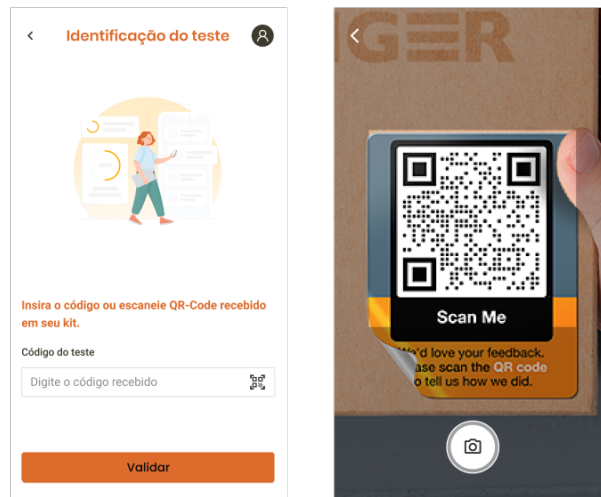 Identificação do teste
Insira o código ou escaneie QR-Code recebido
em seu kit.
Código do teste
Digite o código recebido
Validar
Scan Me
We'd love your feedback.
scan the QR code
to tell us how we did.